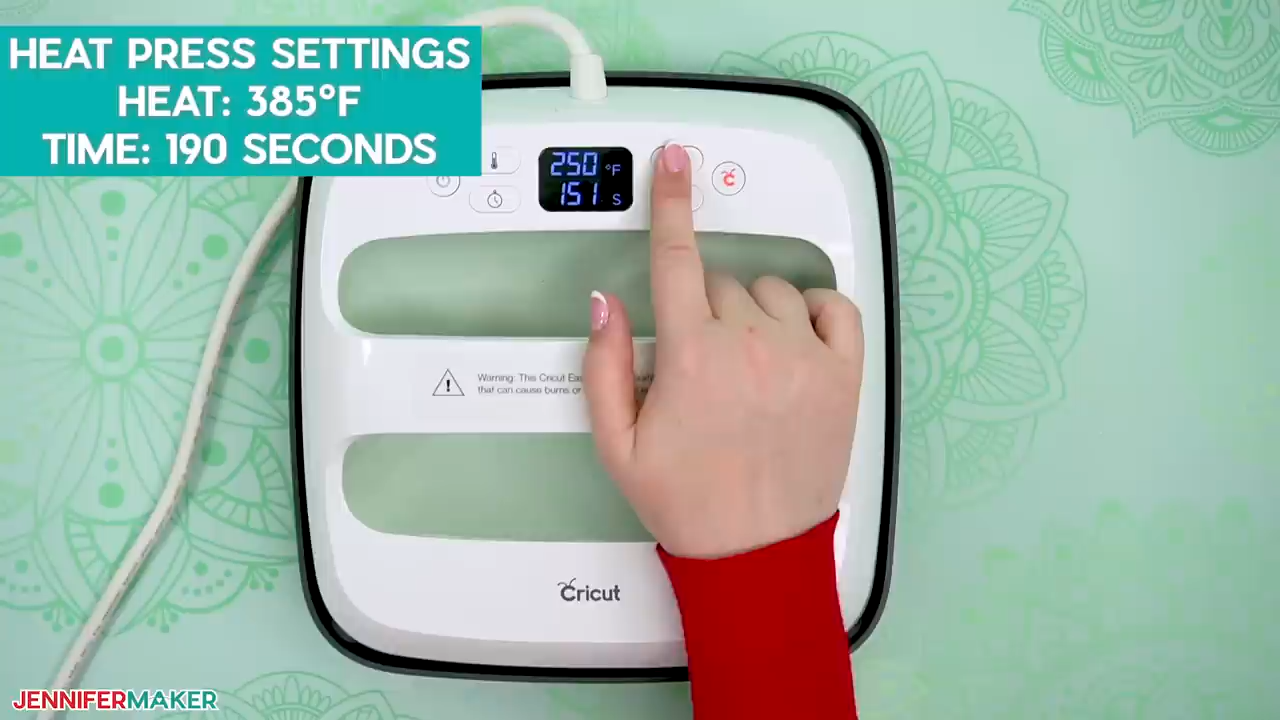 HEAT PRESS SETTINGS
HEAT: 385°F
TIME: 190 SECONDS
250 °F
151 S
Warning: This Cricut
that can cause burns or
Cricut
JENNIFERMAKER